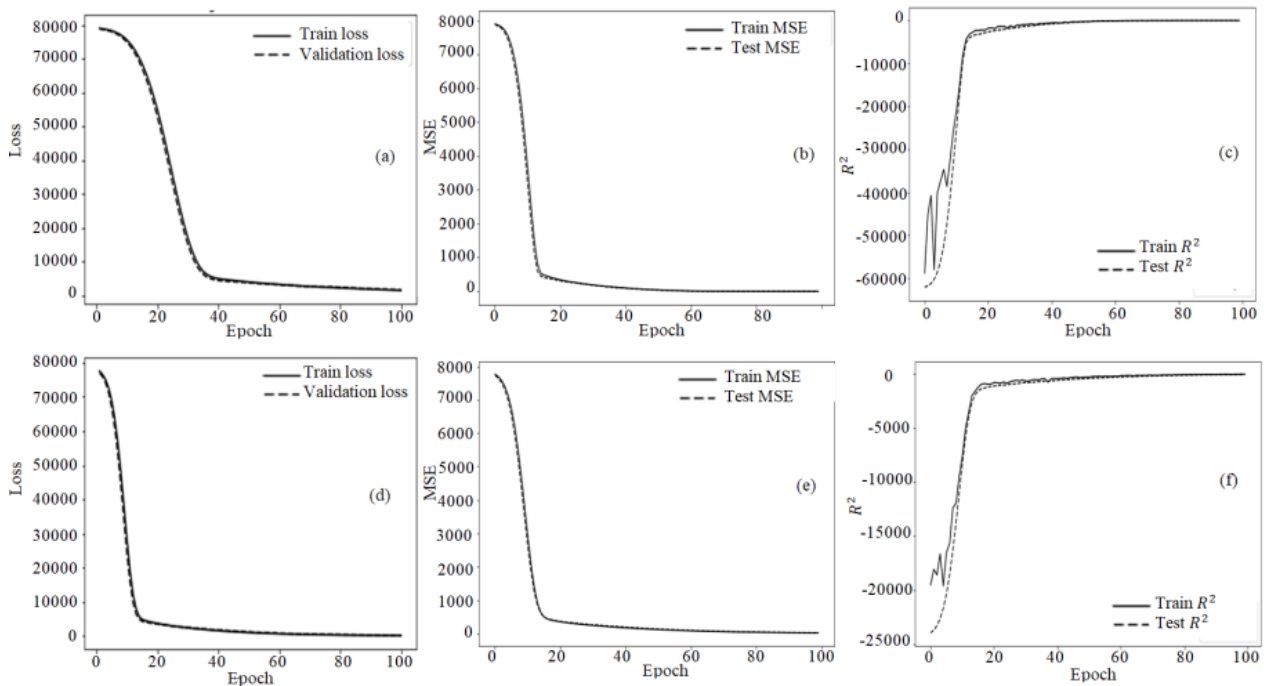 80000
70000
60000
50000
40000
30000
20000
10000
0
Loss
Train loss
Validation loss
(a)
0 20 40 60 80 100
Epoch
8000
7000
6000
5000
4000
3000
2000
1000
0
MSE
Train MSE
Test MSE
(b)
0 20 40 60 80
Epoch
0
-10000
-20000
-30000
-40000
-50000
-60000
R²
(c)
Train R²
Test R²
0 20 40 60 80 100
Epoch
80000
70000
60000
50000
40000
30000
20000
10000
0
Loss
Train loss
Validation loss
(d)
0 20 40 60 80 100
Epoch
8000
7000
6000
5000
4000
3000
2000
1000
0
MSE
Train MSE
Test MSE
(e)
0 20 40 60 80 100
Epoch
0
-5000
-10000
-15000
-20000
-25000
R²
(f)
Train R²
Test R²
0 20 40 60 80 100
Epoch